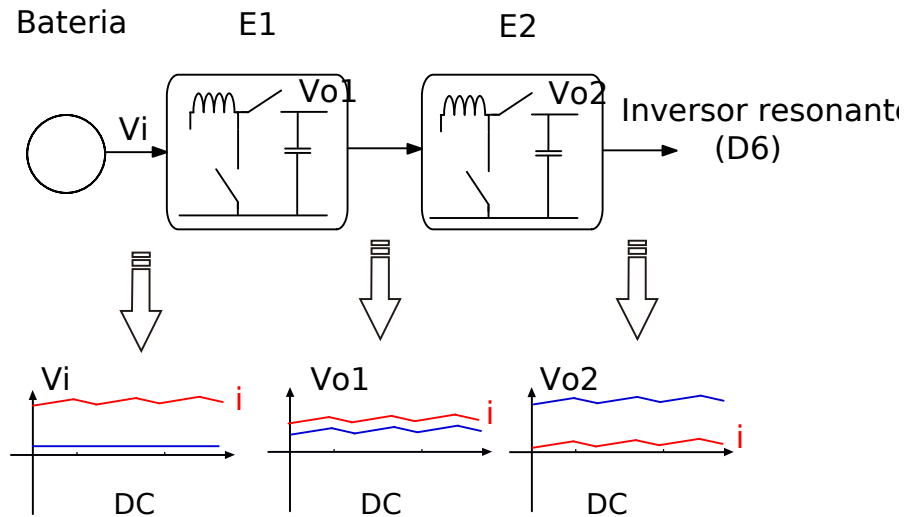 Bateria
E1
E2
Vi
Vo1
Vo2
Inversor resonante
(D6)
Vi
i
DC
Vo1
i
DC
Vo2
i
DC